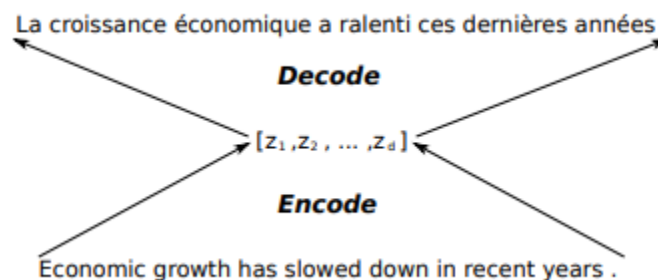 La croissance économique a ralenti ces dernières années
Decode
[z₁ ,z₂ , ... ,z_d ]
Encode
Economic growth has slowed down in recent years .